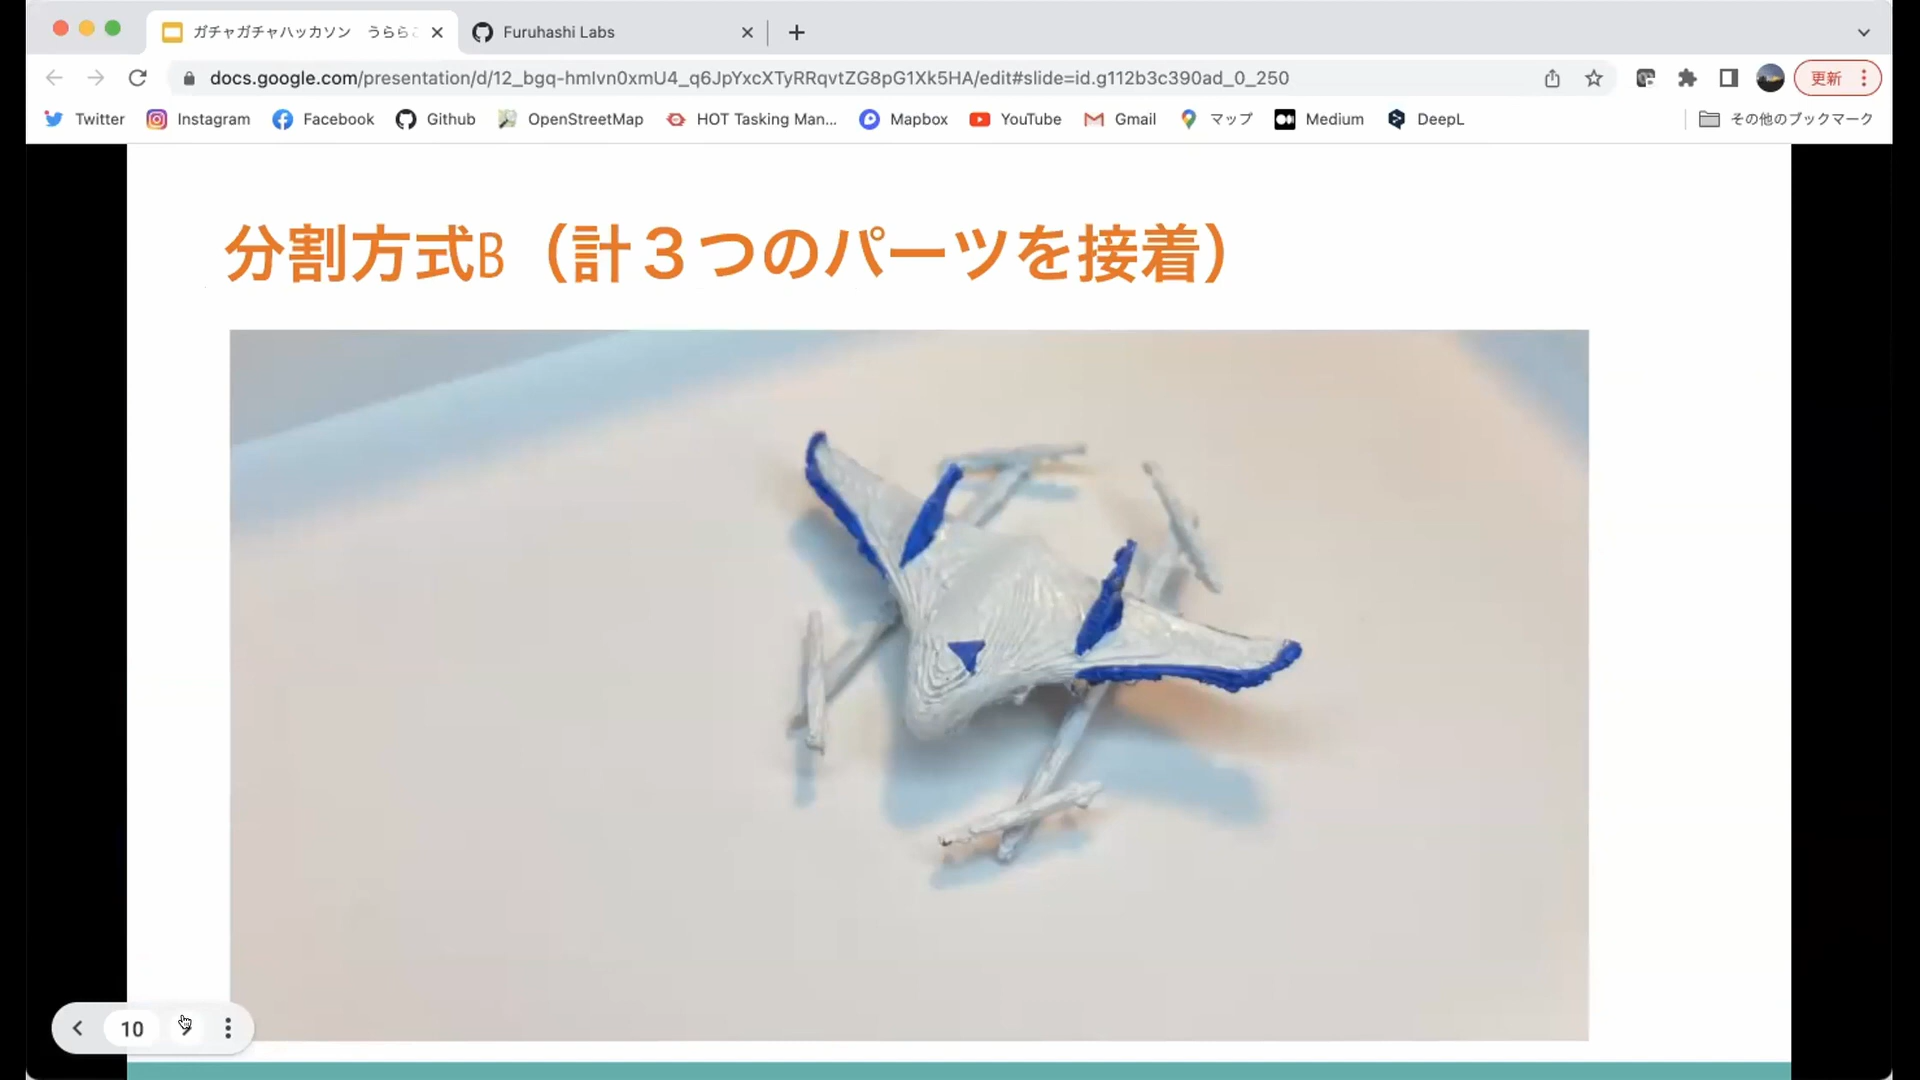 ガチャガチャハッカソン うららこ
Furuhashi Labs
docs.google.com/presentation/d/12_bgq-hmIvn0xmU4_q6JpYxcXTyRRqvtZG8pG1Xk5HA/edit#slide=id.g112b3c390ad_0_250
更新
Twitter Instagram Facebook Github OpenStreetMap HOT Tasking Man... Mapbox YouTube Gmail マップ Medium DeepL その他のブックマーク
分割方式B（計３つのパーツを接着）
10